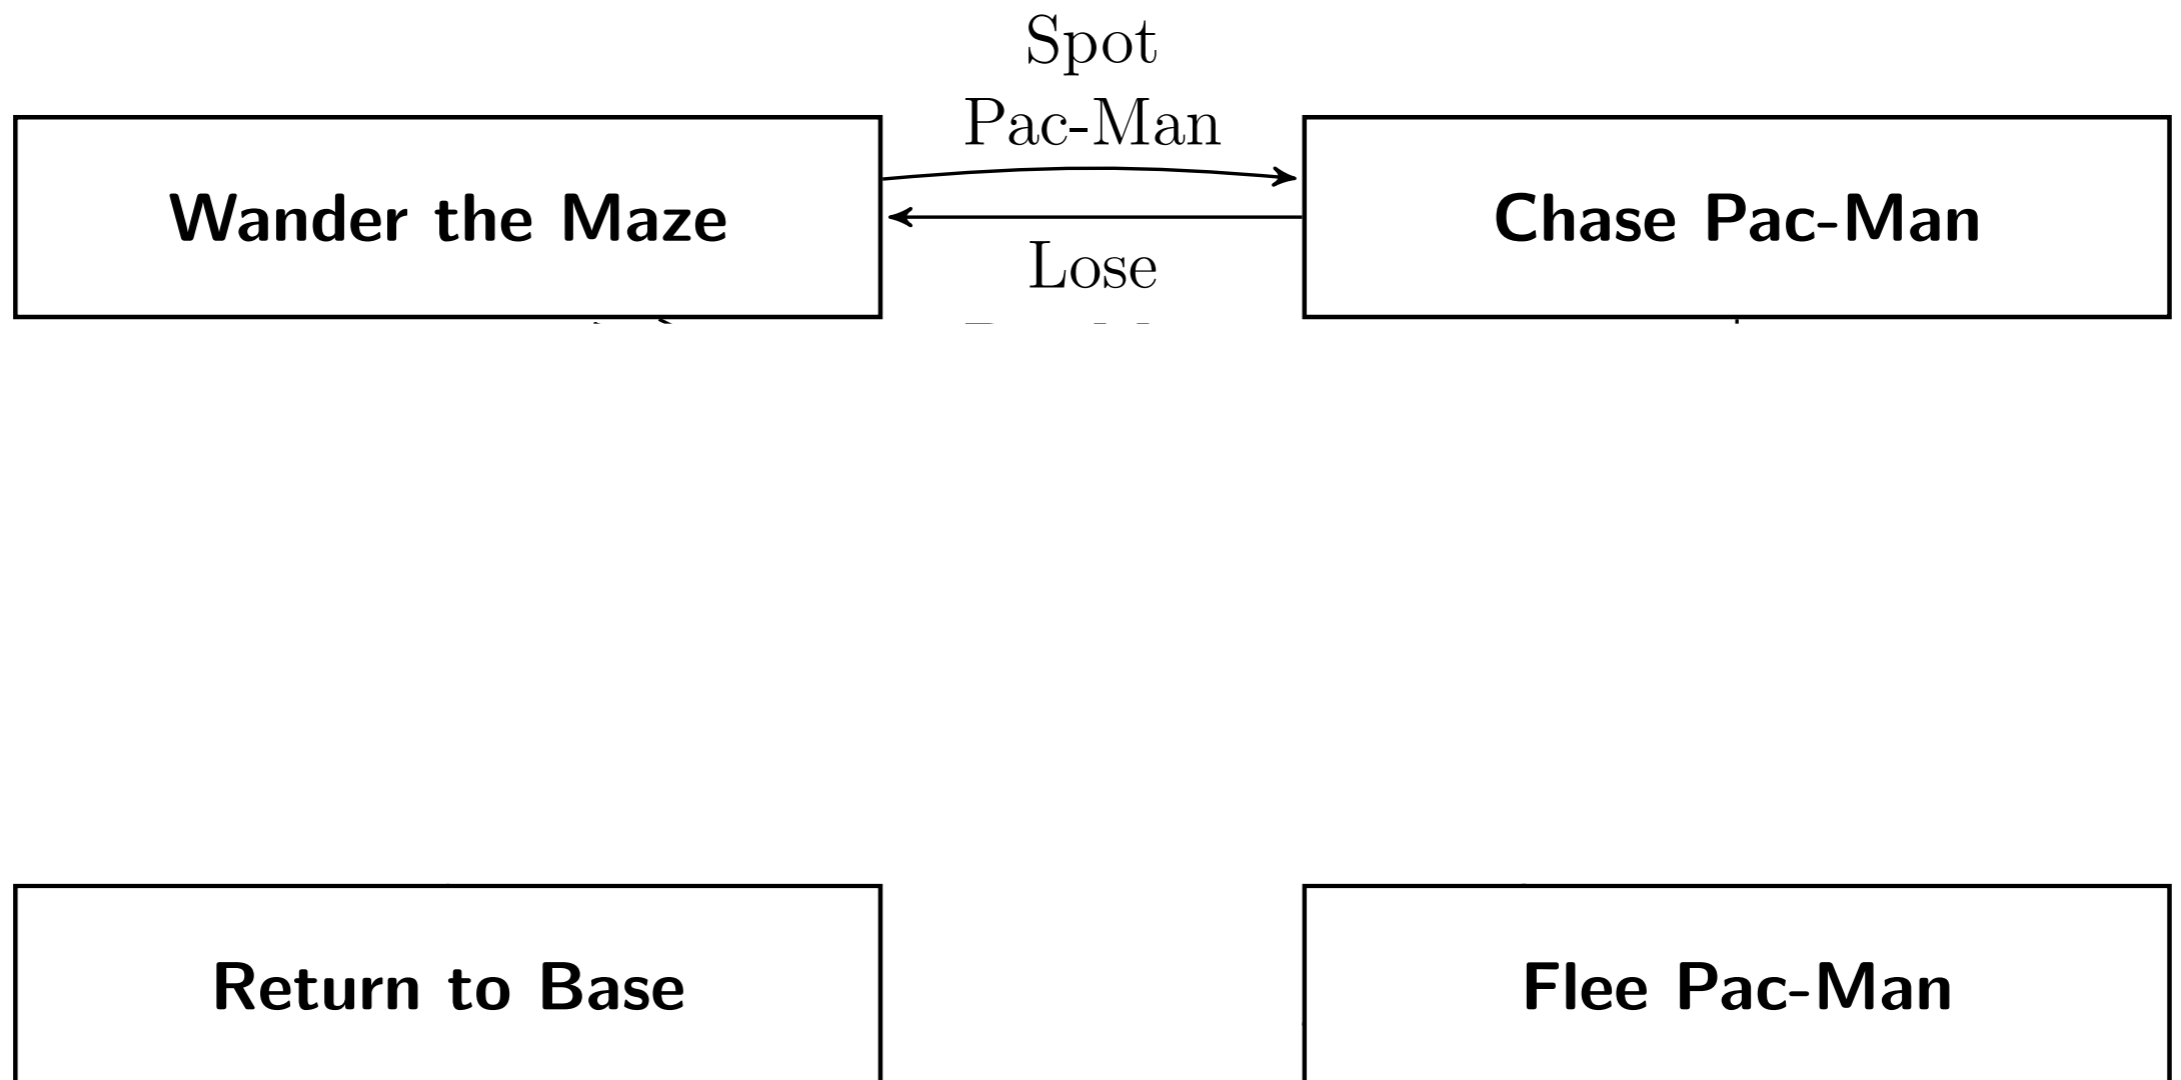 Spot
Pac-Man
Wander the Maze
Chase Pac-Man
Lose
Return to Base
Flee Pac-Man